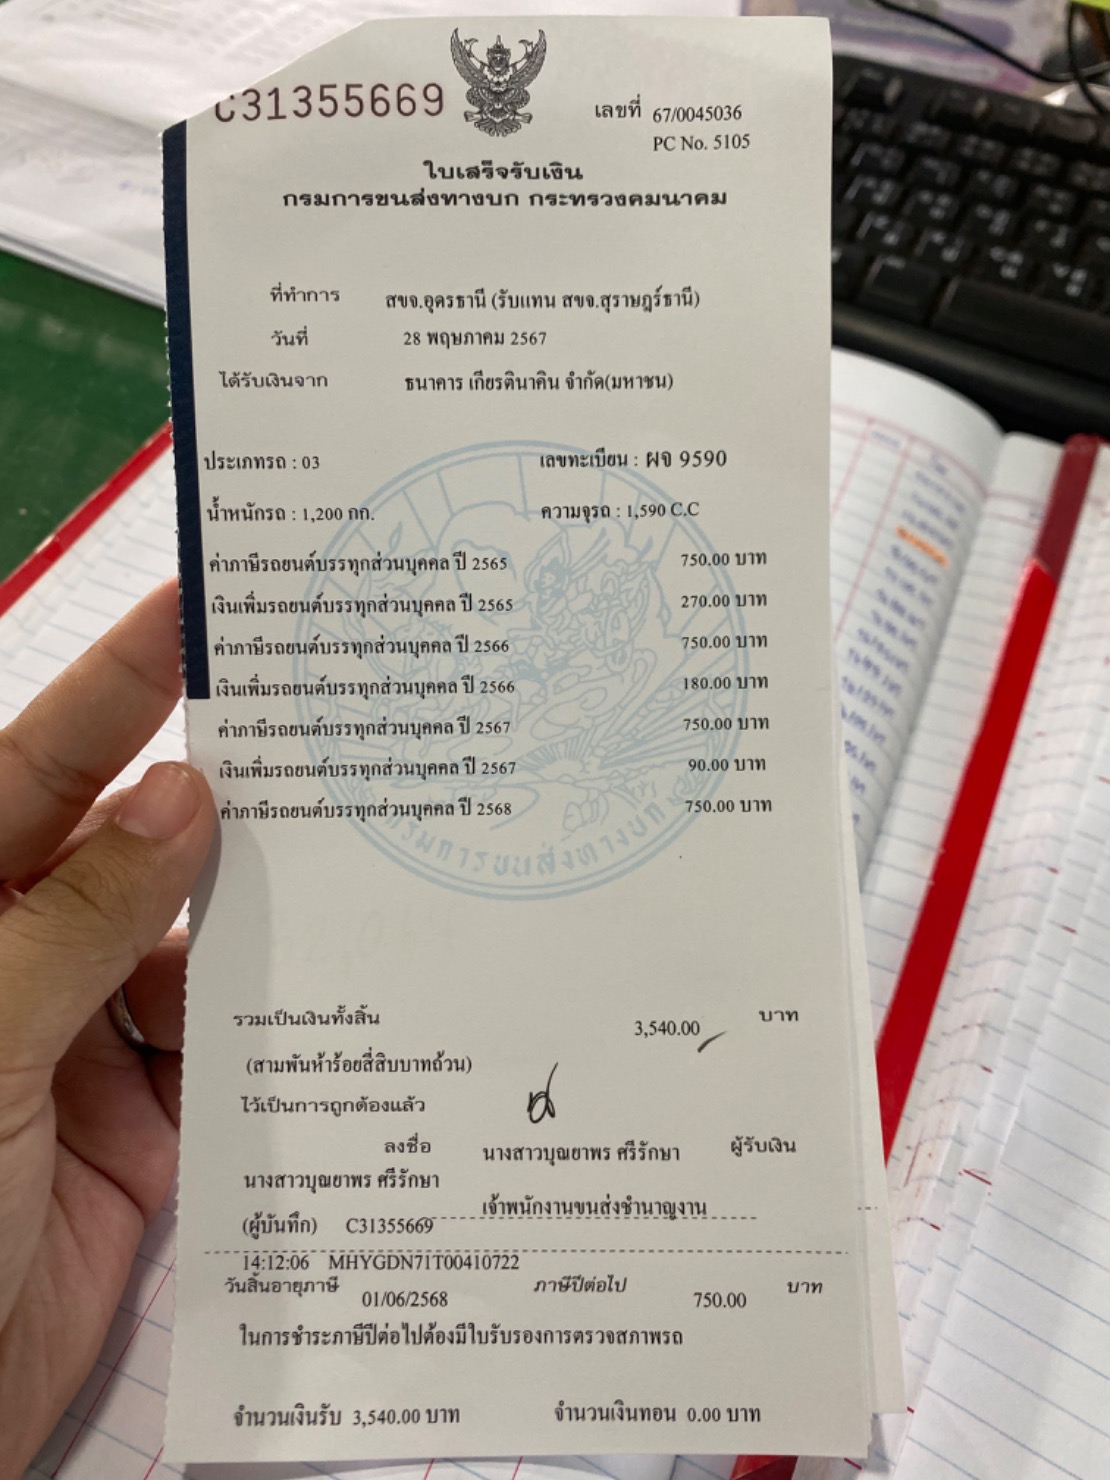 C31355669
เลขที่ 67/0045036
PC No. 5105
ใบเสร็จรับเงิน
กรมการขนส่งทางบก กระทรวงคมนาคม
ที่ทำการ สขจ.อุดรธานี (รับแทน สขจ.สุราษฎร์ธานี)
วันที่ 28 พฤษภาคม 2567
ได้รับเงินจาก ธนาคาร เกียรตินาคิน จำกัด(มหาชน)
ประเภทรถ : 03 เลขทะเบียน : ผจ 9590
น้ำหนักรถ : 1,200 กก. ความจุรถ : 1,590 C.C
ค่าภาษีรถยนต์บรรทุกส่วนบุคคล ปี 2565 750.00 บาท
เงินเพิ่มรถยนต์บรรทุกส่วนบุคคล ปี 2565 270.00 บาท
ค่าภาษีรถยนต์บรรทุกส่วนบุคคล ปี 2566 750.00 บาท
เงินเพิ่มรถยนต์บรรทุกส่วนบุคคล ปี 2566 180.00 บาท
ค่าภาษีรถยนต์บรรทุกส่วนบุคคล ปี 2567 750.00 บาท
เงินเพิ่มรถยนต์บรรทุกส่วนบุคคล ปี 2567 90.00 บาท
ค่าภาษีรถยนต์บรรทุกส่วนบุคคล ปี 2568 750.00 บาท
กรมการขนส่งทางบก
รวมเป็นเงินทั้งสิ้น 3,540.00 บาท
(สามพันห้าร้อยสี่สิบบาทถ้วน)
ไว้เป็นการถูกต้องแล้ว
ลงชื่อ นางสาวบุณยาพร ศรีรักษา ผู้รับเงิน
นางสาวบุณยาพร ศรีรักษา
เจ้าพนักงานขนส่งชำนาญงาน
(ผู้บันทึก) C31355669
14:12:06 MHYGDN71T00410722
วันสิ้นอายุภาษี 01/06/2568 ภาษีปีต่อไป 750.00 บาท
ในการชำระภาษีปีต่อไปต้องมีใบรับรองการตรวจสภาพรถ
จำนวนเงินรับ 3,540.00 บาท จำนวนเงินทอน 0.00 บาท